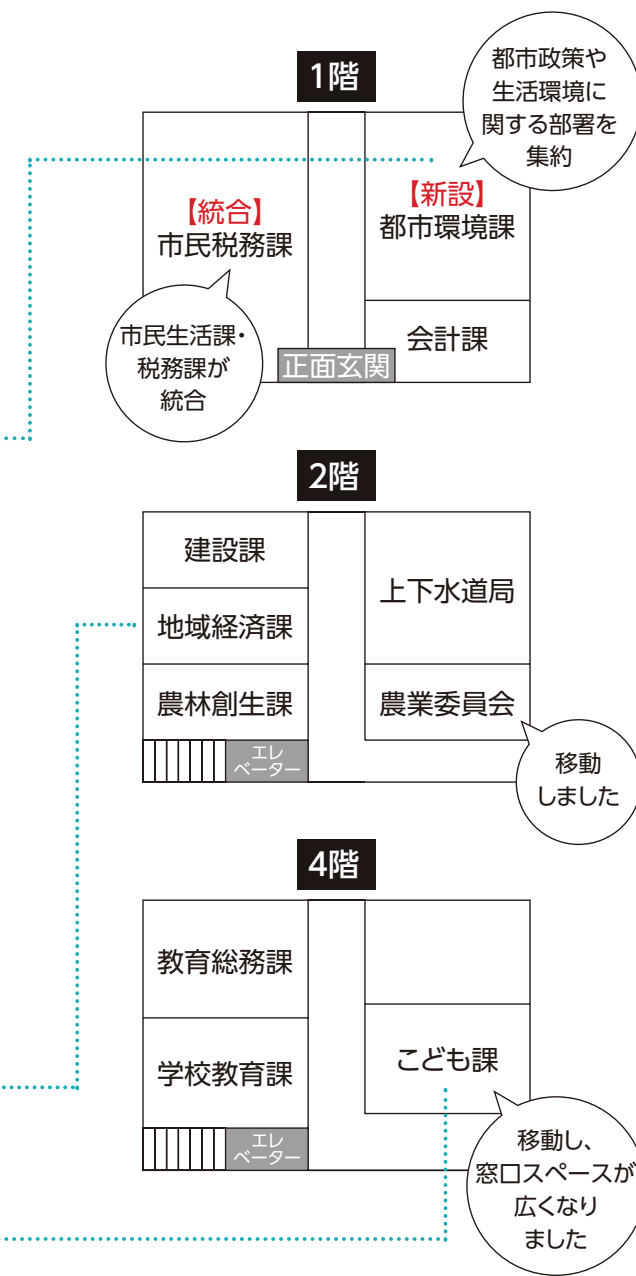 1階
都市政策や
生活環境に
関する部署を
集約
【統合】
市民税務課
【新設】
都市環境課
市民生活課・
税務課が
統合
会計課
正面玄関
2階
建設課
地域経済課
農林創生課
上下水道局
農業委員会
エレ
ベーター
移動
しました
4階
教育総務課
学校教育課
こども課
エレ
ベーター
移動し、
窓口スペースが
広くなり
ました